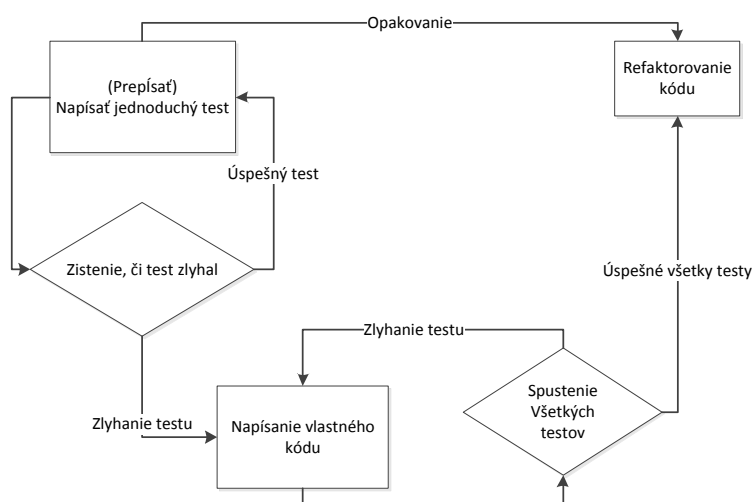 Opakovanie
(Prepĺsať)
Napísať jednoduchý test
Refaktorovanie
kódu
Úspešný test
Zistenie, či test zlyhal
Úspešné všetky testy
Zlyhanie testu
Spustenie
Všetkých
testov
Zlyhanie testu
Napísanie vlastného
kódu